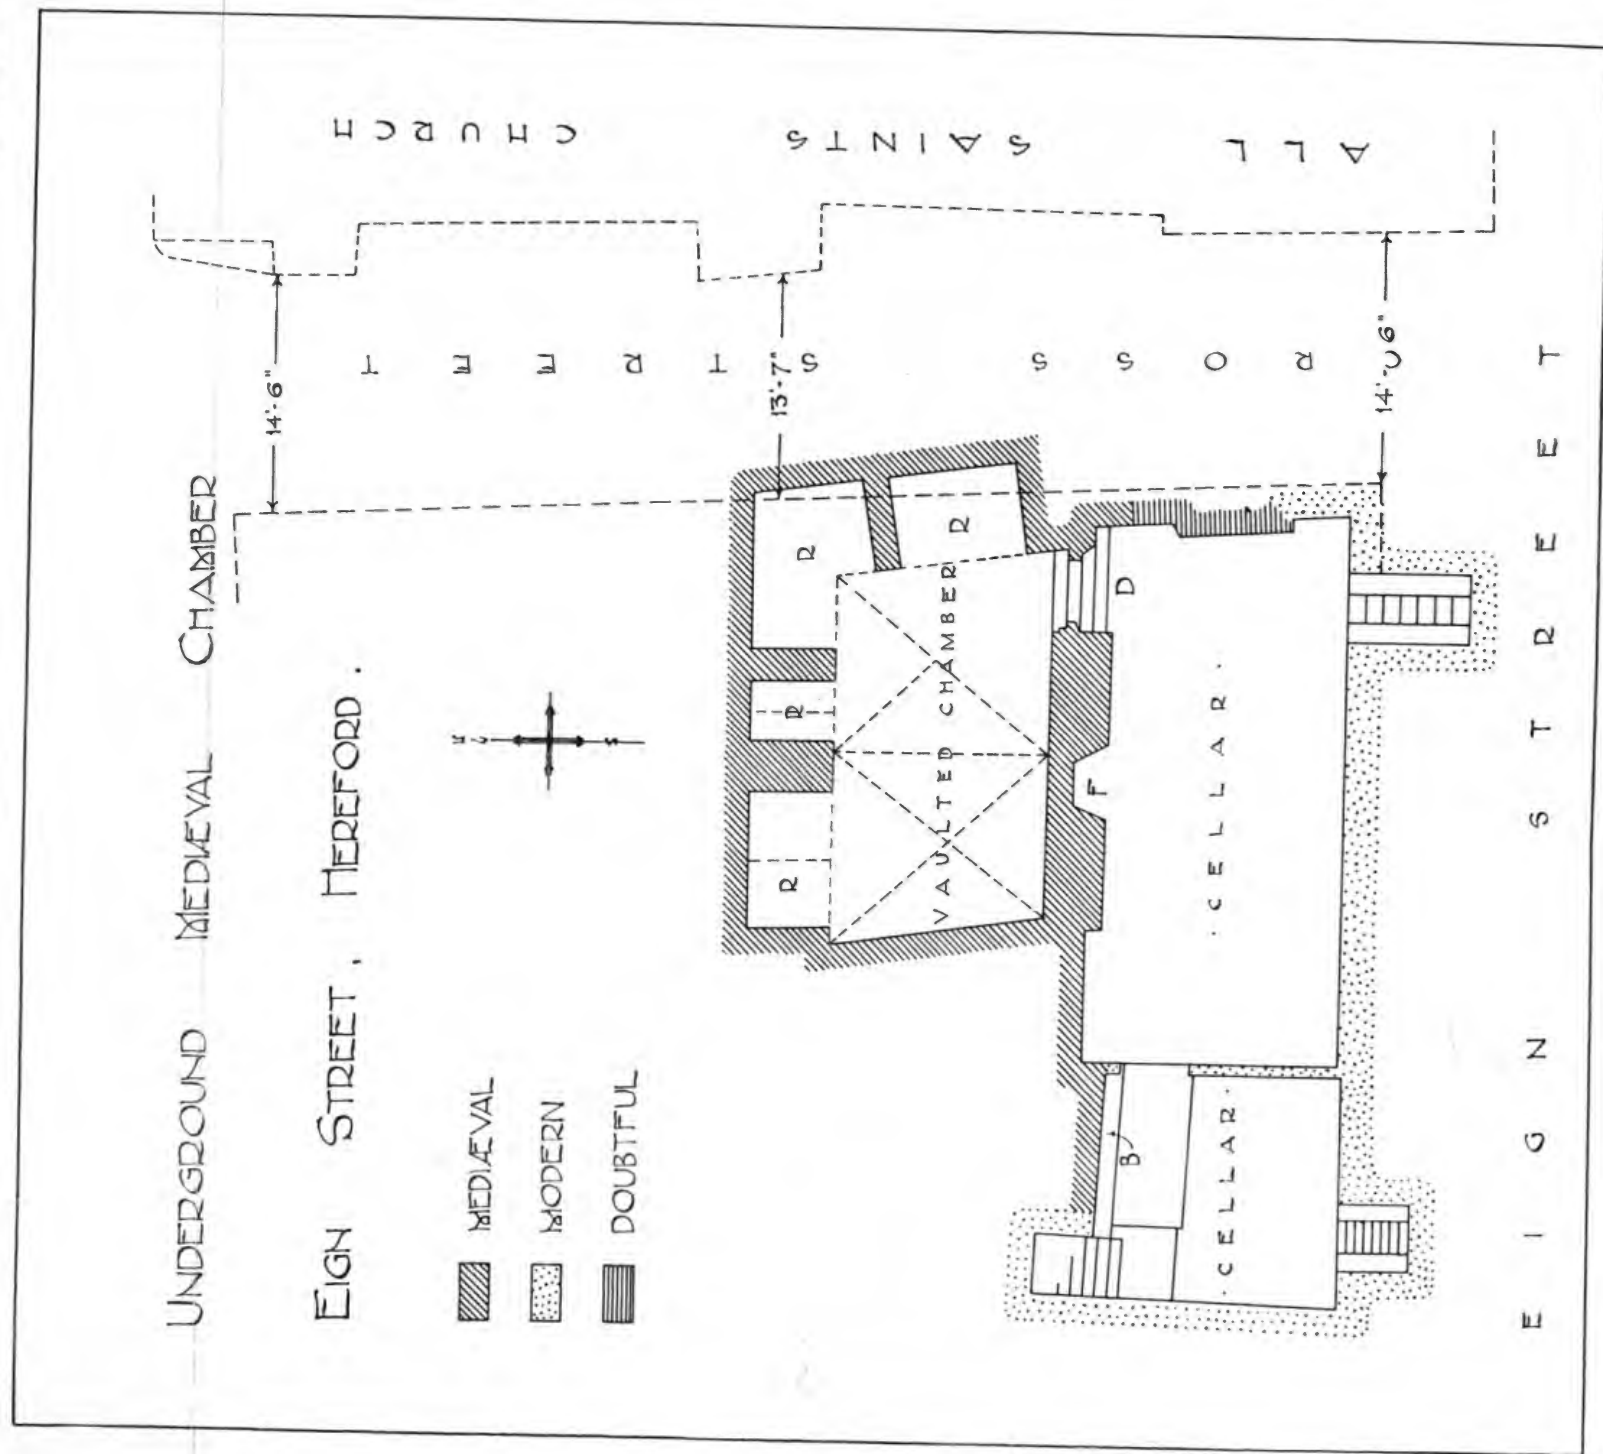 UNDERGROUND MEDIÆVAL CHAMBER
EIGN STREET, HEREFORD.
MEDIÆVAL
MODERN
DOUBTFUL
N
S
ALL SAINTS CHURCH
CROSS STREET
14'-6"
13'-7"
14'-6"
R
R
R
R
R
VAULTED CHAMBER
D
F
·CELLAR·
B
·CELLAR·
EIGN STREET